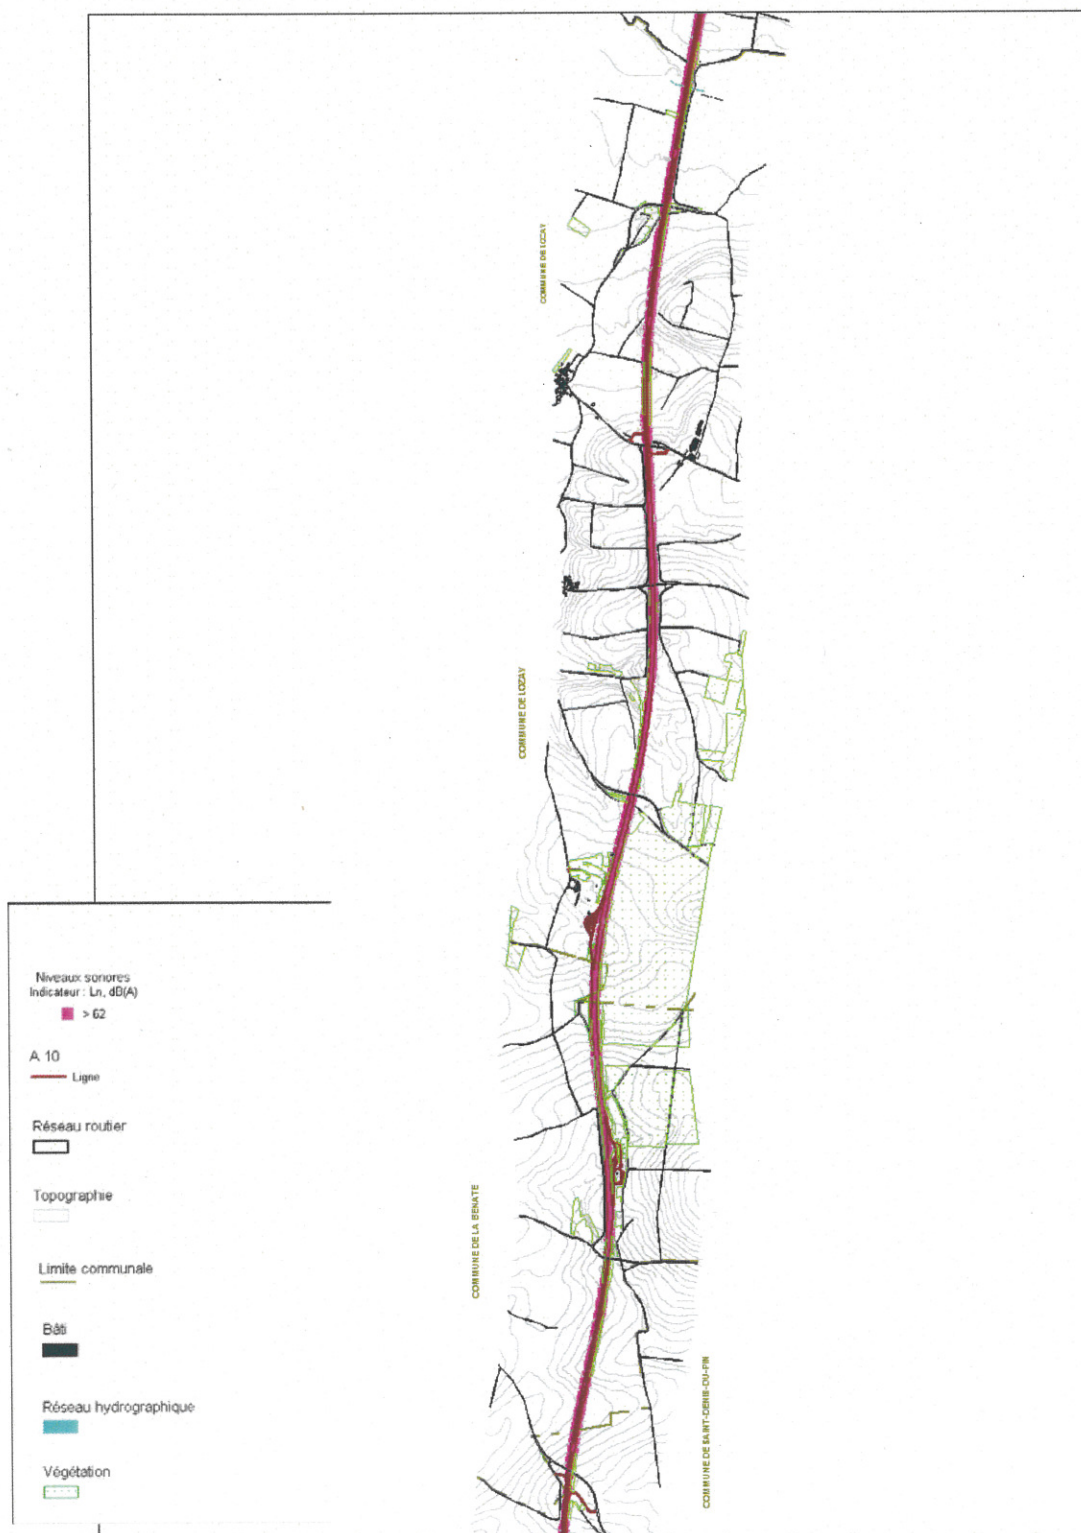 COMMUNE DE LOZAY
COMMUNE DE LOZAY
Niveaux sonores
Indicateur : Ln, dB(A)
> 62
A 10
Ligne
Réseau routier
Topographie
Limite communale
Bâti
Réseau hydrographique
Végétation
COMMUNE DE LA BENATE
COMMUNE DE SAINT-DENIS-DU-PIN